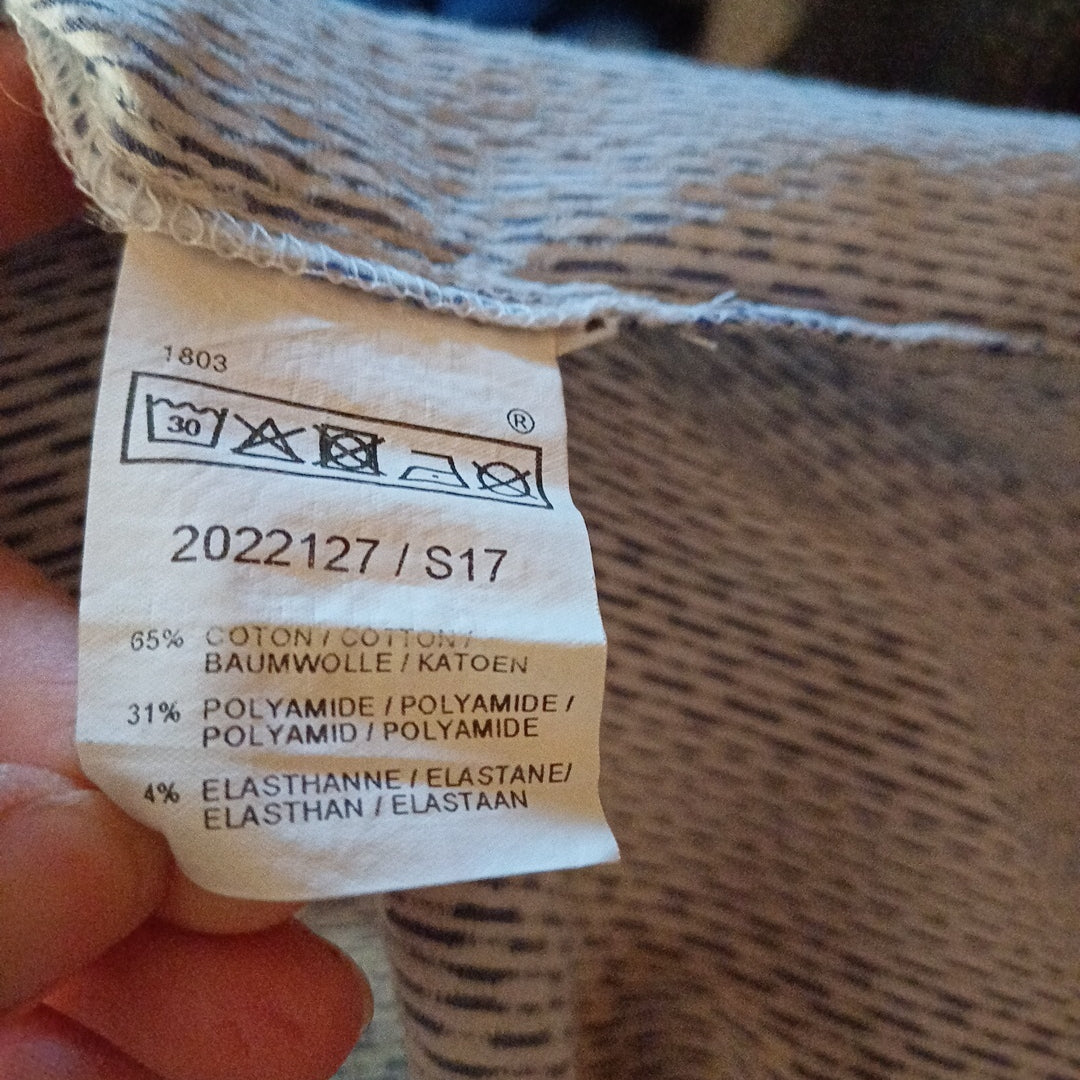 1803
®
30
2022127 / S17
65% COTON / COTTON /
BAUMWOLLE / KATOEN
31% POLYAMIDE / POLYAMIDE /
POLYAMID / POLYAMIDE
4% ELASTHANNE / ELASTANE/
ELASTHAN / ELASTAAN